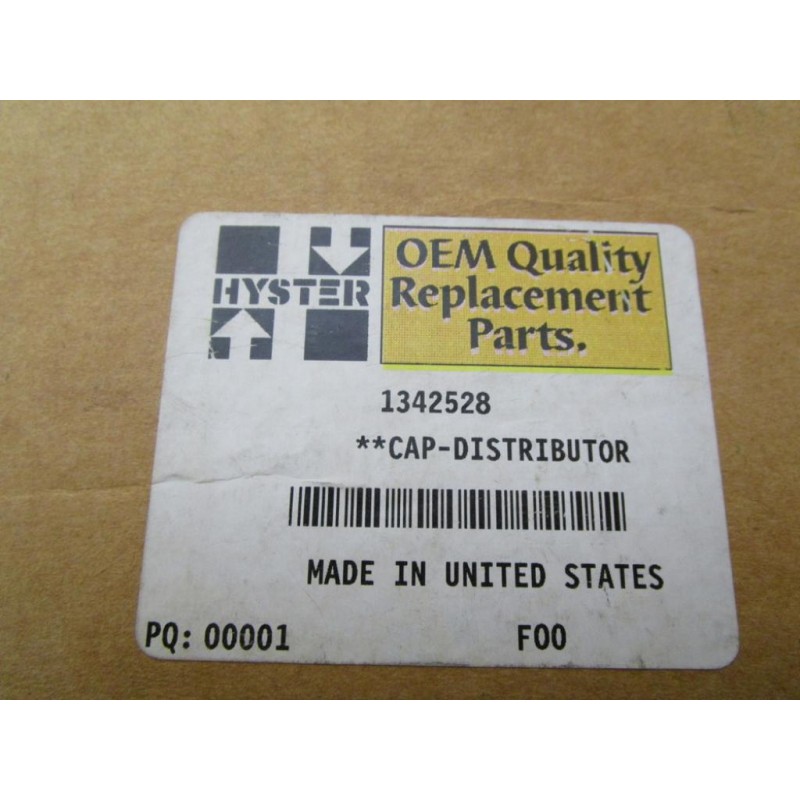 HYSTER
OEM Quality
Replacement
Parts.
1342528
**CAP-DISTRIBUTOR
MADE IN UNITED STATES
PQ: 00001 F00